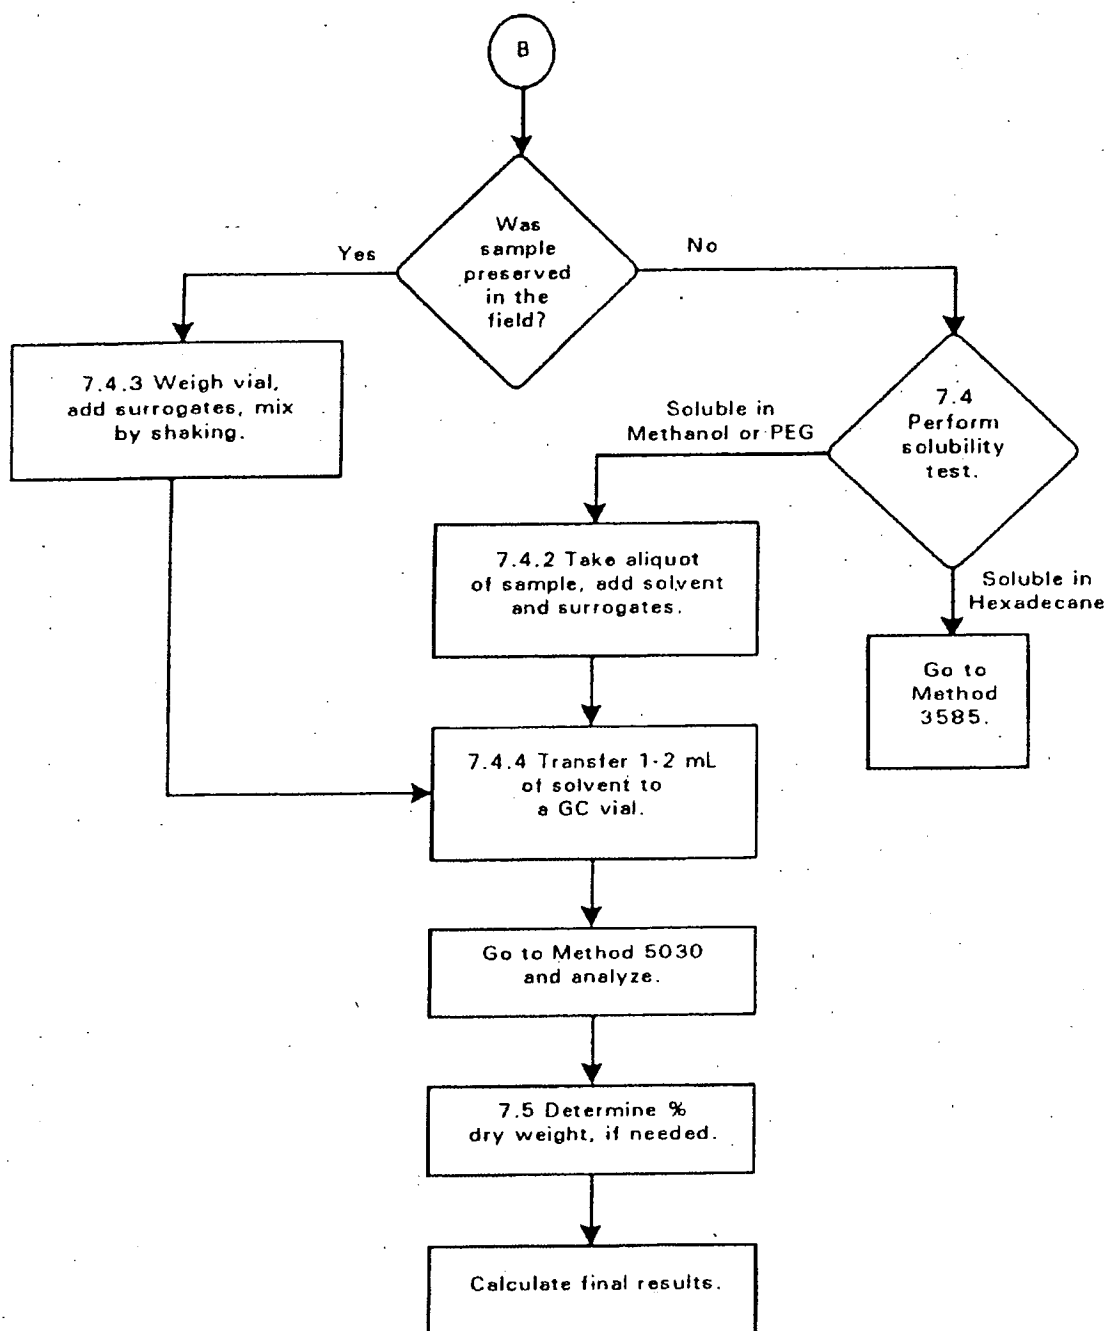 B
Was
sample
preserved
in the
field?
Yes
No
7.4.3 Weigh vial,
add surrogates, mix
by shaking.
7.4
Perform
solubility
test.
Soluble in
Methanol or PEG
Soluble in
Hexadecane
7.4.2 Take aliquot
of sample, add solvent
and surrogates.
Go to
Method
3585.
7.4.4 Transfer 1-2 mL
of solvent to
a GC vial.
Go to Method 5030
and analyze.
7.5 Determine %
dry weight, if needed.
Calculate final results.